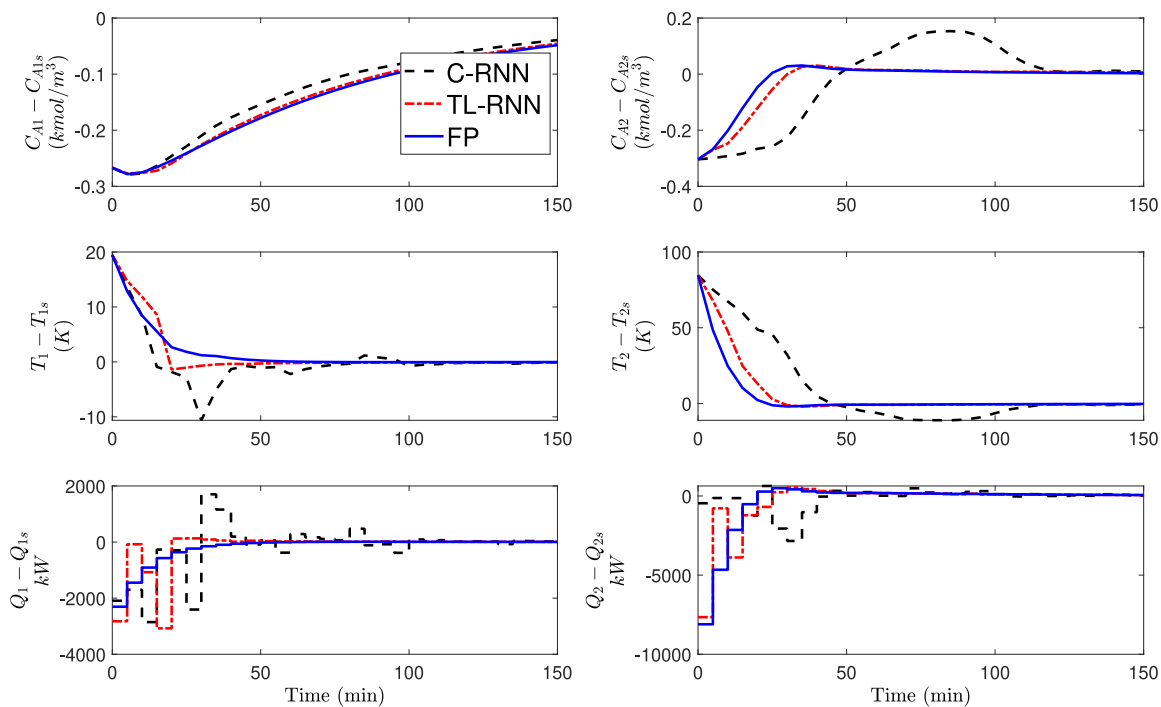 0
-0.1
-0.2
-0.3
0
50
100
150
C_{A1} − C_{A1s}
(kmol/m^3)
C-RNN
TL-RNN
FP
0.4
0.2
0
-0.2
-0.4
0
50
100
150
C_{A2} − C_{A2s}
(kmol/m^3)
20
10
0
-10
0
50
100
150
T_1 − T_{1s}
(K)
100
50
0
0
50
100
150
T_2 − T_{2s}
(K)
2000
0
-2000
-4000
0
50
100
150
Q_1 − Q_{1s}
kW
Time (min)
0
-5000
-10000
0
50
100
150
Q_2 − Q_{2s}
kW
Time (min)